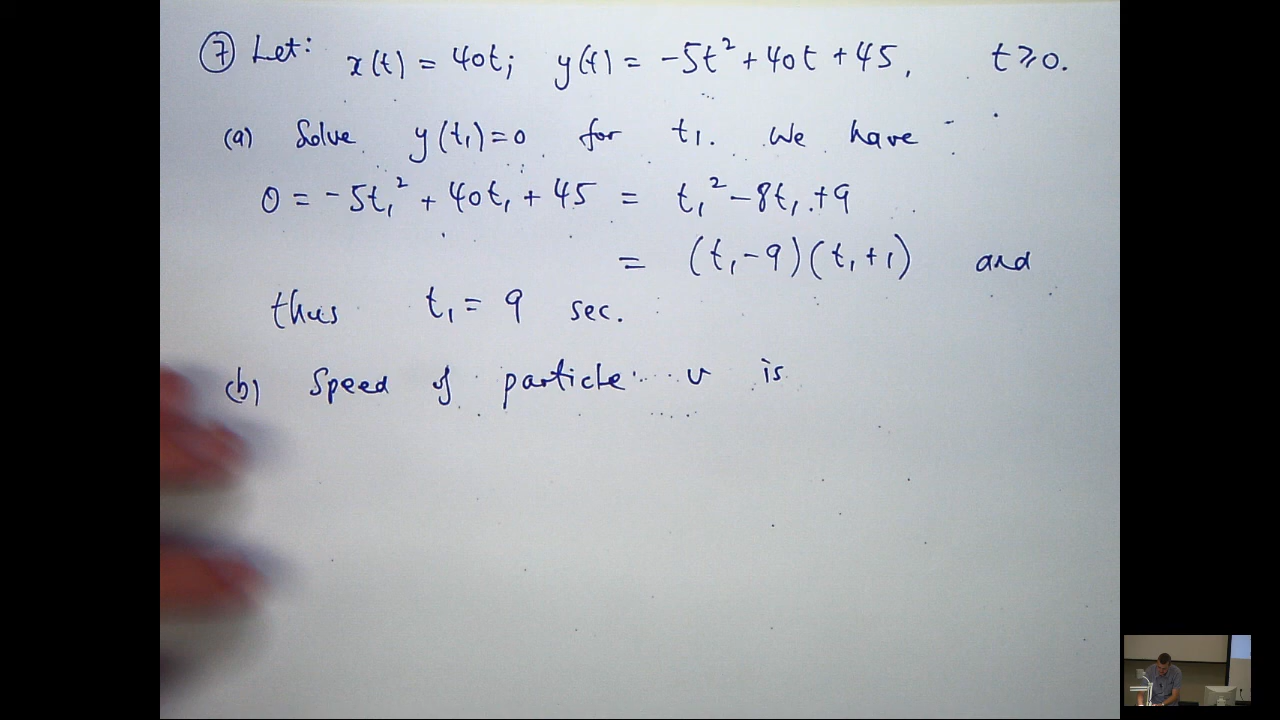 ⑦ Let: x(t) = 40t; y(t) = -5t² + 40t + 45, t ≥ 0.
(a) Solve y(t₁) = 0 for t₁. We have
0 = -5t₁² + 40t₁ + 45 = t₁² - 8t₁ + 9
= (t₁-9)(t₁+1) and
thus t₁ = 9 sec.
(b) Speed of particle v is